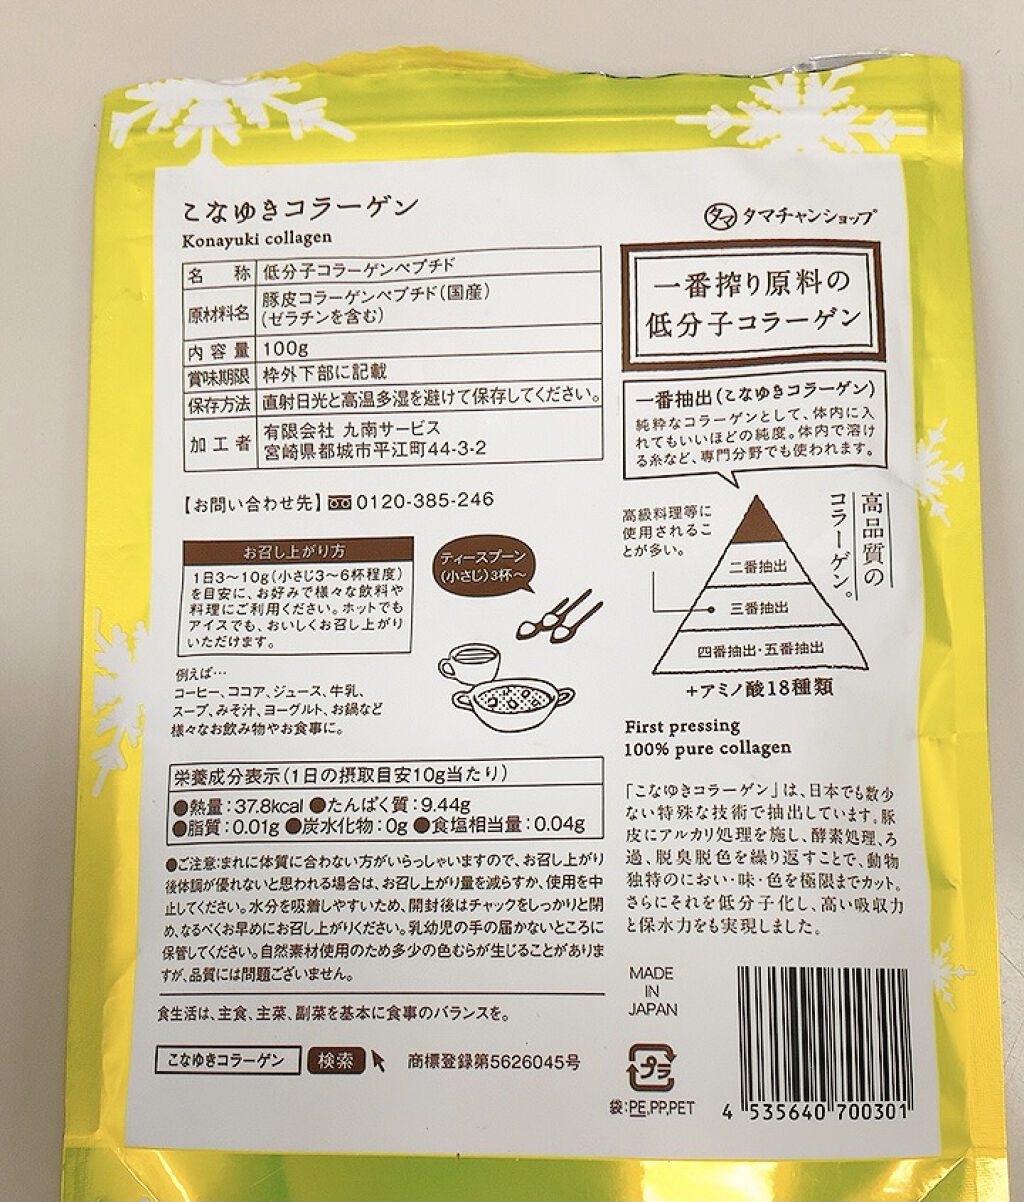 こなゆきコラーゲン
Konayuki collagen
名 称 低分子コラーゲンペプチド
原材料名 豚皮コラーゲンペプチド(国産)
(ゼラチンを含む)
内容量 100g
賞味期限 枠外下部に記載
保存方法 直射日光と高温多湿を避けて保存してください。
加工者 有限会社 九南サービス
宮崎県都城市平江町44-3-2
【お問い合わせ先】0120-385-246
お召し上がり方
1日3〜10g(小さじ3〜6杯程度)
を目安に、お好みで様々な飲料や
料理にご利用ください。ホットでも
アイスでも、おいしくお召し上がり
いただけます。
ティースプーン
(小さじ)3杯〜
例えば…
コーヒー、ココア、ジュース、牛乳、
スープ、みそ汁、ヨーグルト、お鍋など
様々なお飲み物やお食事に。
栄養成分表示(1日の摂取目安10g当たり)
●熱量:37.8kcal ●たんぱく質:9.44g
●脂質:0.01g ●炭水化物:0g ●食塩相当量:0.04g
●ご注意:まれに体質に合わない方がいらっしゃいますので、お召し上がり
後体調が優れないと思われる場合は、お召し上がり量を減らすか、使用を中
止してください。水分を吸着しやすいため、開封後はチャックをしっかりと閉
め、なるべくお早めにお召し上がりください。乳幼児の手の届かないところに
保管してください。自然素材使用のため多少の色むらが生じることがありま
すが、品質には問題ございません。
食生活は、主食、主菜、副菜を基本に食事のバランスを。
こなゆきコラーゲン 検索 商標登録第5626045号
タマ タマチャンショップ
一番搾り原料の
低分子コラーゲン
一番抽出(こなゆきコラーゲン)
純粋なコラーゲンとして、体内に入
れてもいいほどの純度。体内で溶け
る糸など、専門分野でも使われます。
高品質の
コラーゲン。
高級料理等に
使用されるこ
とが多い。
二番抽出
三番抽出
四番抽出・五番抽出
+アミノ酸18種類
First pressing
100% pure collagen
「こなゆきコラーゲン」は、日本でも数少
ない特殊な技術で抽出しています。豚
皮にアルカリ処理を施し、酵素処理、ろ
過、脱臭脱色を繰り返すことで、動物
独特のにおい・味・色を極限までカット。
さらにそれを低分子化し、高い吸収力
と保水力をも実現しました。
MADE
IN
JAPAN
プラ
袋:PE,PP,PET
4 535640 700301